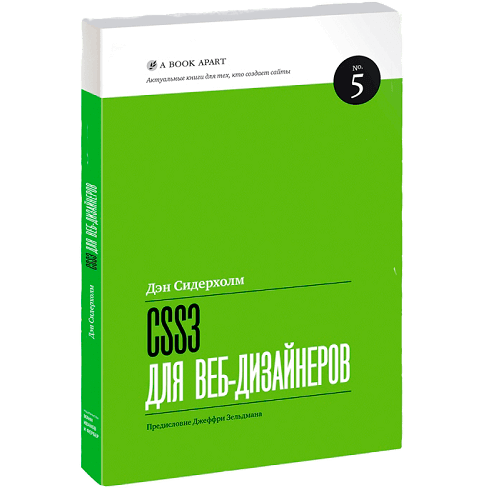 A BOOK APART
Актуальные книги для тех, кто создает сайты
No.
5
Дэн Сидерхолм
CSS3
ДЛЯ ВЕБ-ДИЗАЙНЕРОВ
Предисловие Джеффри Зельдмана
CSS3 ДЛЯ ВЕБ-ДИЗАЙНЕРОВ
Дэн Сидерхолм